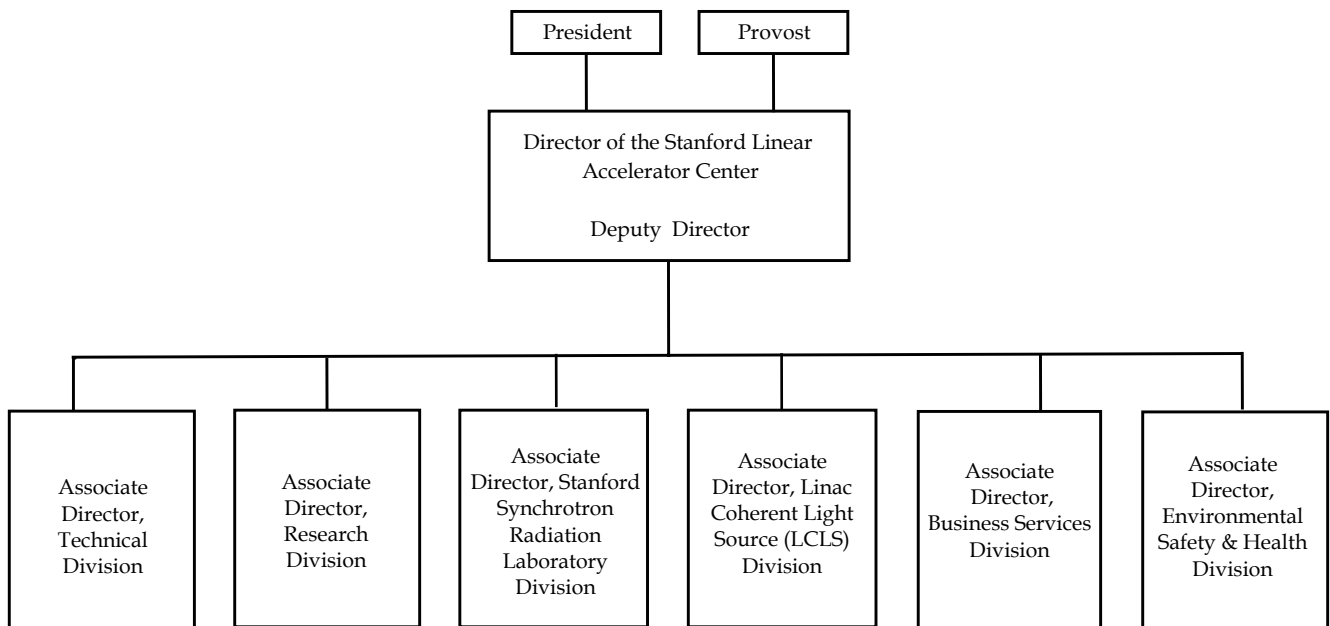 President
Provost
Director of the Stanford Linear
Accelerator Center
Deputy Director
Associate
Director,
Technical
Division
Associate
Director,
Research
Division
Associate
Director, Stanford
Synchrotron
Radiation
Laboratory
Division
Associate
Director, Linac
Coherent Light
Source (LCLS)
Division
Associate
Director,
Business Services
Division
Associate
Director,
Environmental
Safety & Health
Division